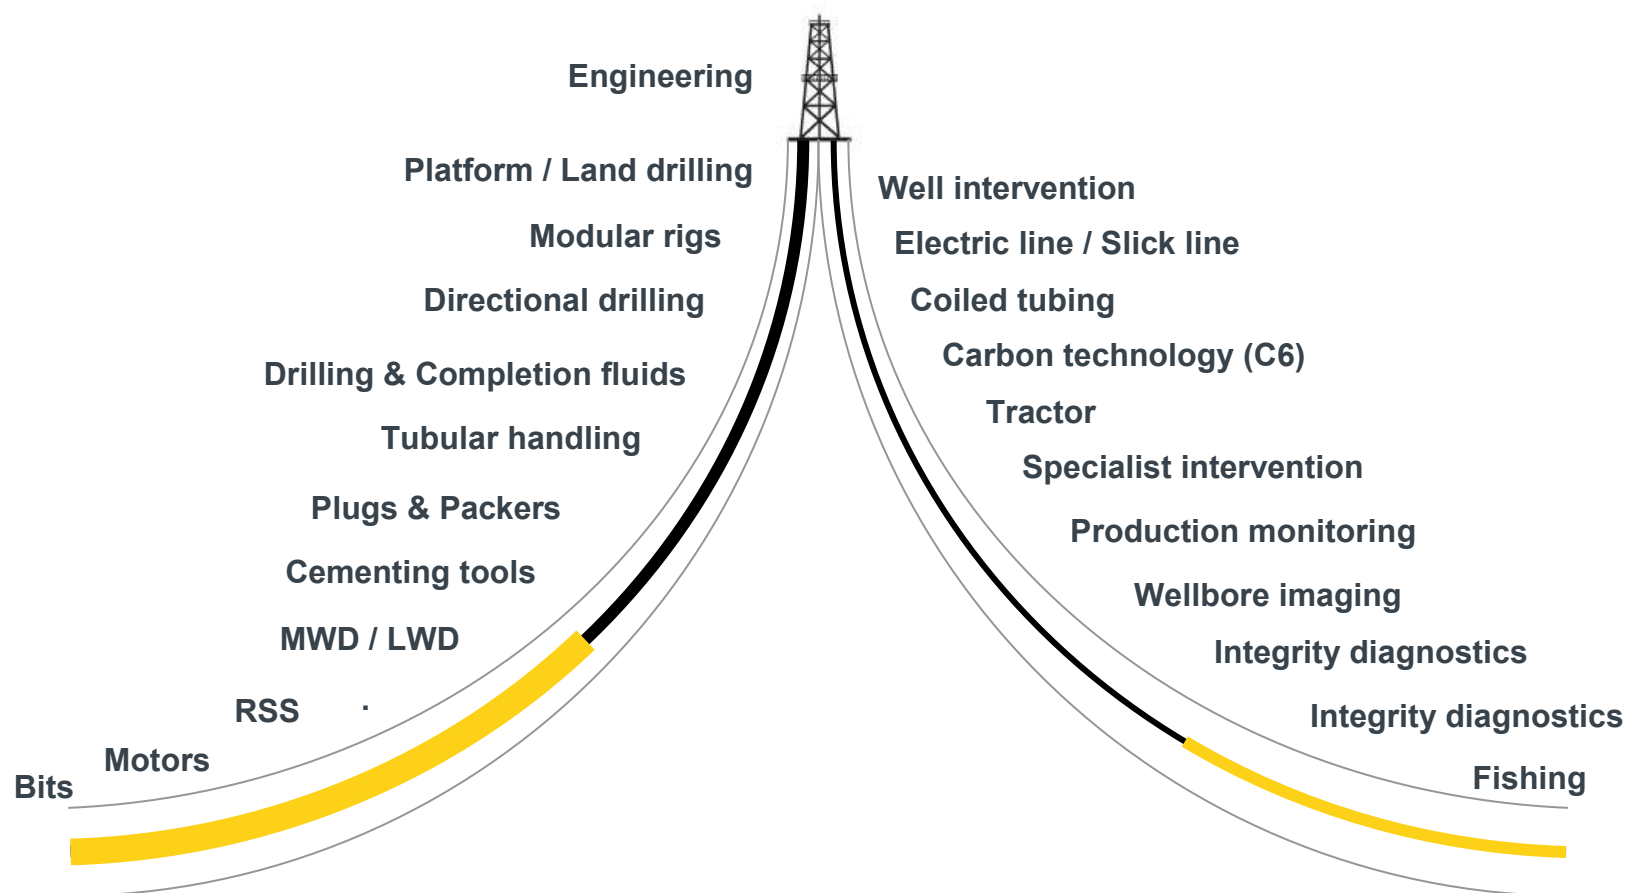 Engineering
Platform / Land drilling
Modular rigs
Directional drilling
Drilling & Completion fluids
Tubular handling
Plugs & Packers
Cementing tools
MWD / LWD
RSS .
Motors
Bits
Well intervention
Electric line / Slick line
Coiled tubing
Carbon technology (C6)
Tractor
Specialist intervention
Production monitoring
Wellbore imaging
Integrity diagnostics
Integrity diagnostics
Fishing